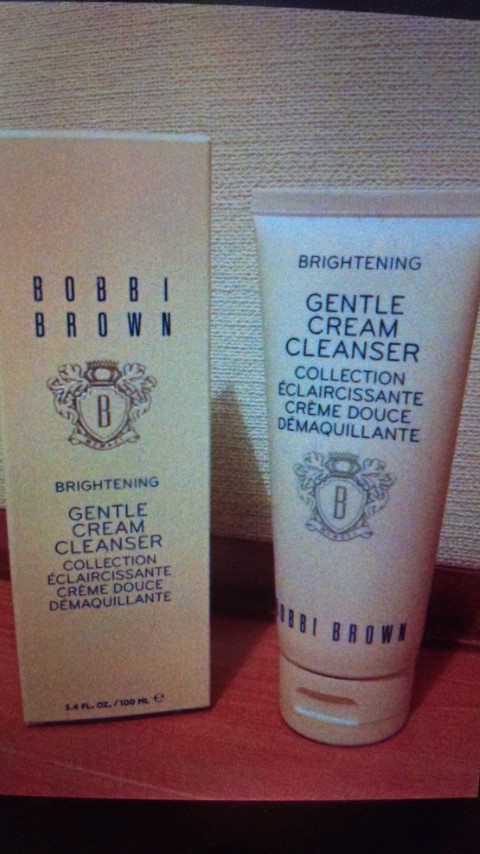 BOBBI
BROWN
B
BRIGHTENING
GENTLE
CREAM
CLEANSER
COLLECTION
ÉCLAIRCISSANTE
CRÈME DOUCE
DÉMAQUILLANTE
3.4 FL. OZ. / 100 ML ℮
BRIGHTENING
GENTLE
CREAM
CLEANSER
COLLECTION
ÉCLAIRCISSANTE
CRÈME DOUCE
DÉMAQUILLANTE
B
BOBBI BROWN